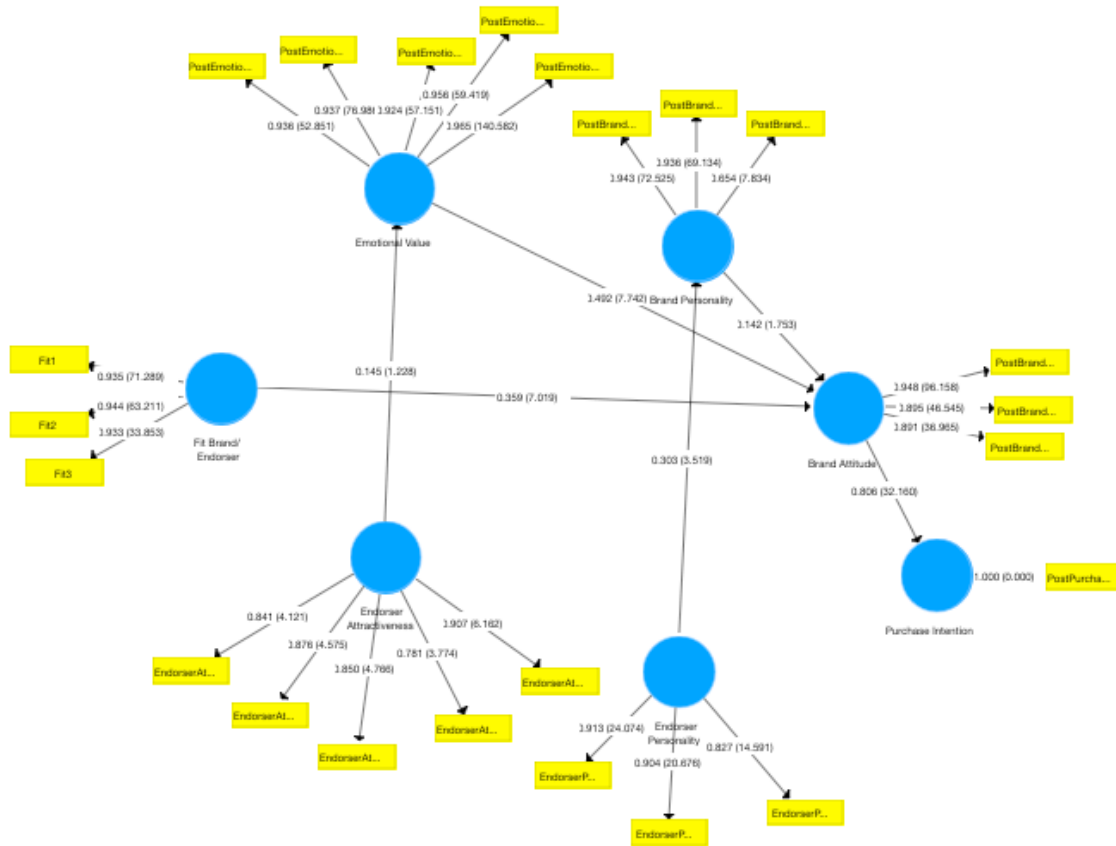 PostEmotio...
PostEmotio...
PostEmotio...
PostEmotio...
PostEmotio...
0.956 (59.419)
0.937 (76.98
0.924 (57.151)
0.936 (52.851)
0.965 (140.582)
Emotional Value
PostBrand...
PostBrand...
PostBrand...
0.936 (69.134)
0.943 (72.525)
0.654 (7.834)
Brand Personality
0.492 (7.742)
0.142 (1.753)
Fit1
0.935 (71.289)
Fit2
0.944 (63.211)
0.933 (33.853)
Fit3
Fit Brand/
Endorser
0.145 (1.228)
0.359 (7.019)
0.303 (3.519)
PostBrand...
0.948 (96.158)
PostBrand...
0.895 (46.545)
PostBrand...
0.891 (36.965)
Brand Attitude
0.806 (32.160)
1.000 (0.000)
PostPurcha...
Purchase Intention
Endorser
Attractiveness
0.841 (4.121)
0.876 (4.575)
0.850 (4.766)
0.781 (3.774)
0.907 (6.162)
EndorserAt...
EndorserAt...
EndorserAt...
EndorserAt...
EndorserAt...
Endorser
Personality
0.913 (24.074)
0.904 (20.676)
0.827 (14.591)
EndorserP...
EndorserP...
EndorserP...